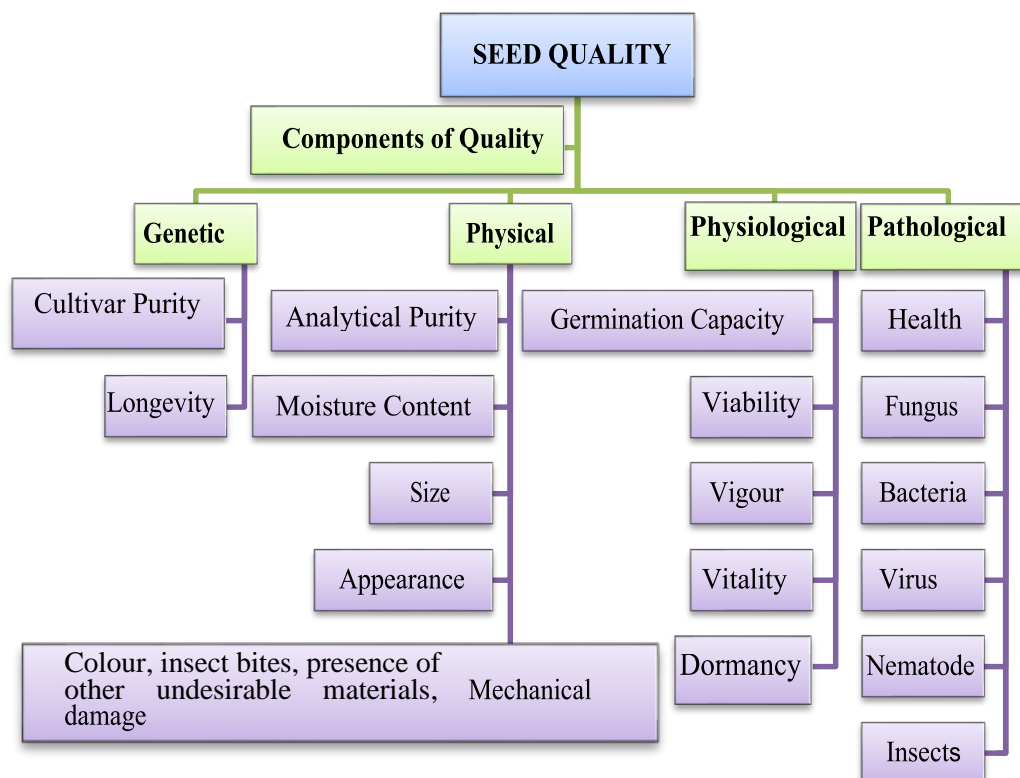 SEED QUALITY
Components of Quality
Genetic
Cultivar Purity
Longevity
Physical
Analytical Purity
Moisture Content
Size
Appearance
Colour, insect bites, presence of
other undesirable materials, Mechanical
damage
Physiological
Germination Capacity
Viability
Vigour
Vitality
Dormancy
Pathological
Health
Fungus
Bacteria
Virus
Nematode
Insects